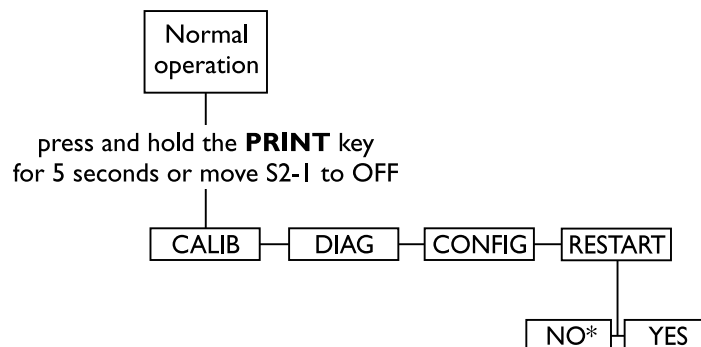 Normal
operation
press and hold the PRINT key
for 5 seconds or move S2-1 to OFF
CALIB DIAG CONFIG RESTART
NO* YES